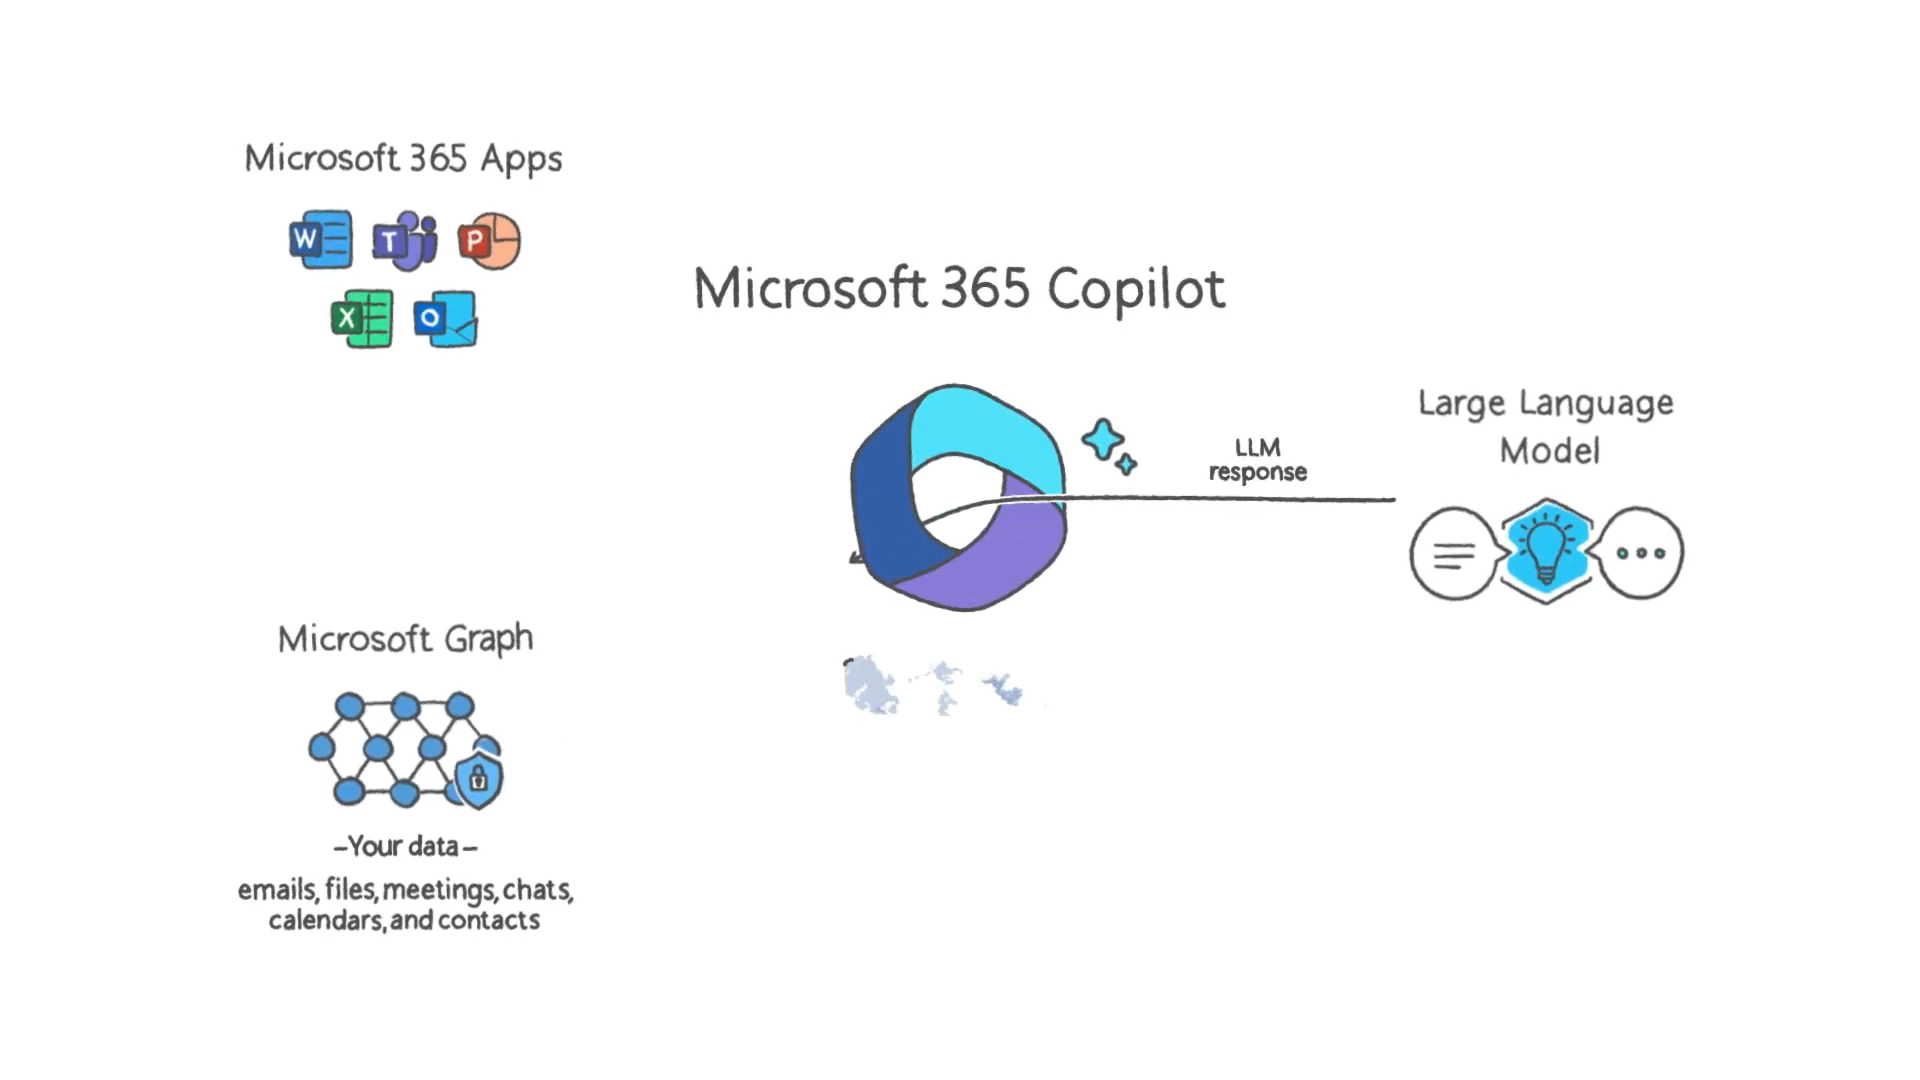 Microsoft 365 Apps
W T P
X O
Microsoft 365 Copilot
LLM
response
Large Language
Model
Microsoft Graph
–Your data–
emails, files, meetings, chats,
calendars, and contacts